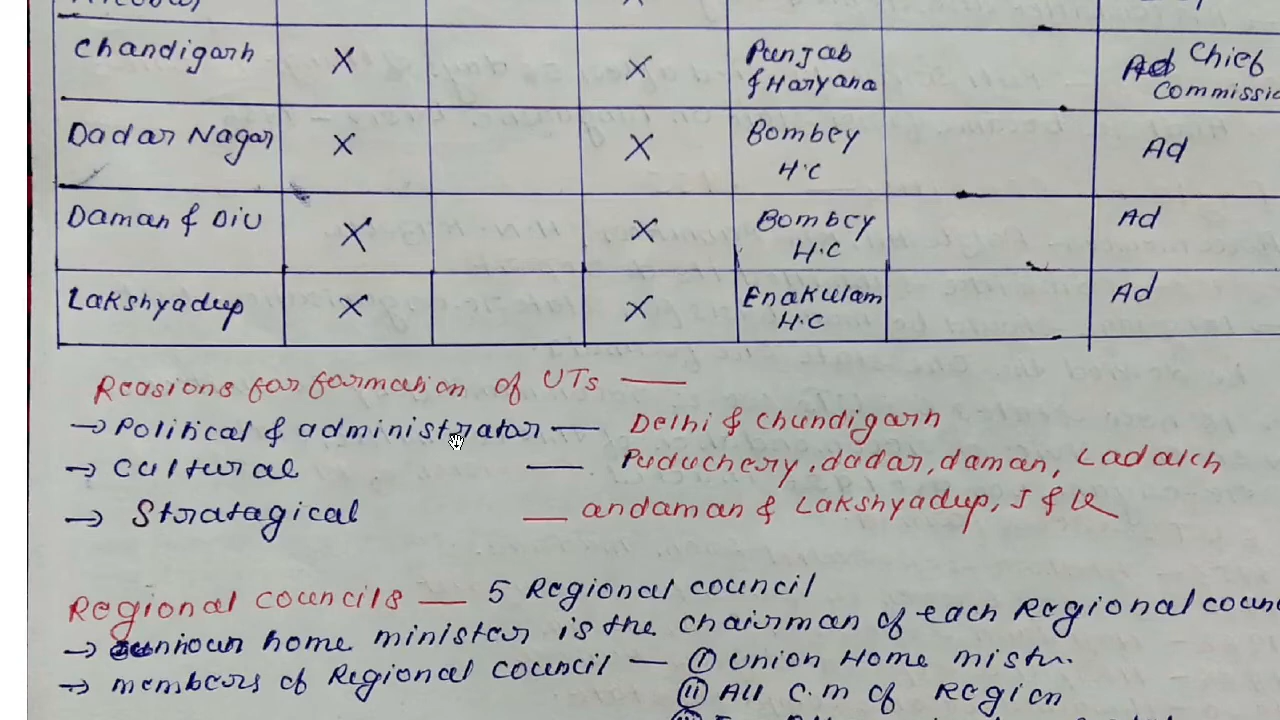 Chandigarh X X Punjab & Haryana Ad Chief Commissio
Dadar Nagar X X Bombey H.C Ad
Daman & Diu X X Bombey H.C Ad
Lakshyadup X X Enakulam H.C Ad
Reasions for formation of UTs —
→ Political & administrator — Delhi & Chandigarh
→ Cultural — Puduchery, dadar, daman, Ladakh
→ Stratagical — andaman & Lakshyadup, J & K
Regional councils — 5 Regional council
→ home minister is the chairman of each Regional coun
→ members of Regional council — (i) Union Home mistr.
(ii) All C.m of Region